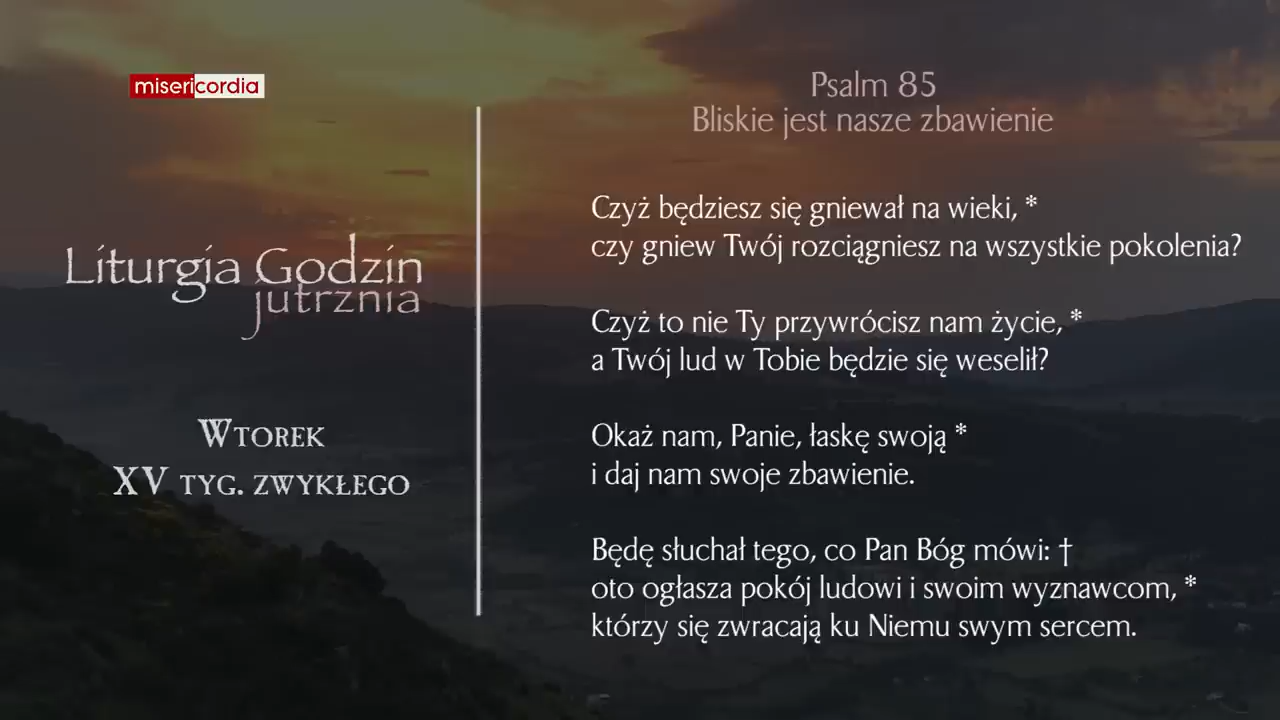 misericordia
Liturgia Godzin
jutrznia
Wtorek
XV tyg. zwykłego
Psalm 85
Bliskie jest nasze zbawienie
Czyż będziesz się gniewał na wieki, *
czy gniew Twój rozciągniesz na wszystkie pokolenia?
Czyż to nie Ty przywrócisz nam życie, *
a Twój lud w Tobie będzie się weselił?
Okaż nam, Panie, łaskę swoją *
i daj nam swoje zbawienie.
Będę słuchał tego, co Pan Bóg mówi: †
oto ogłasza pokój ludowi i swoim wyznawcom, *
którzy się zwracają ku Niemu swym sercem.